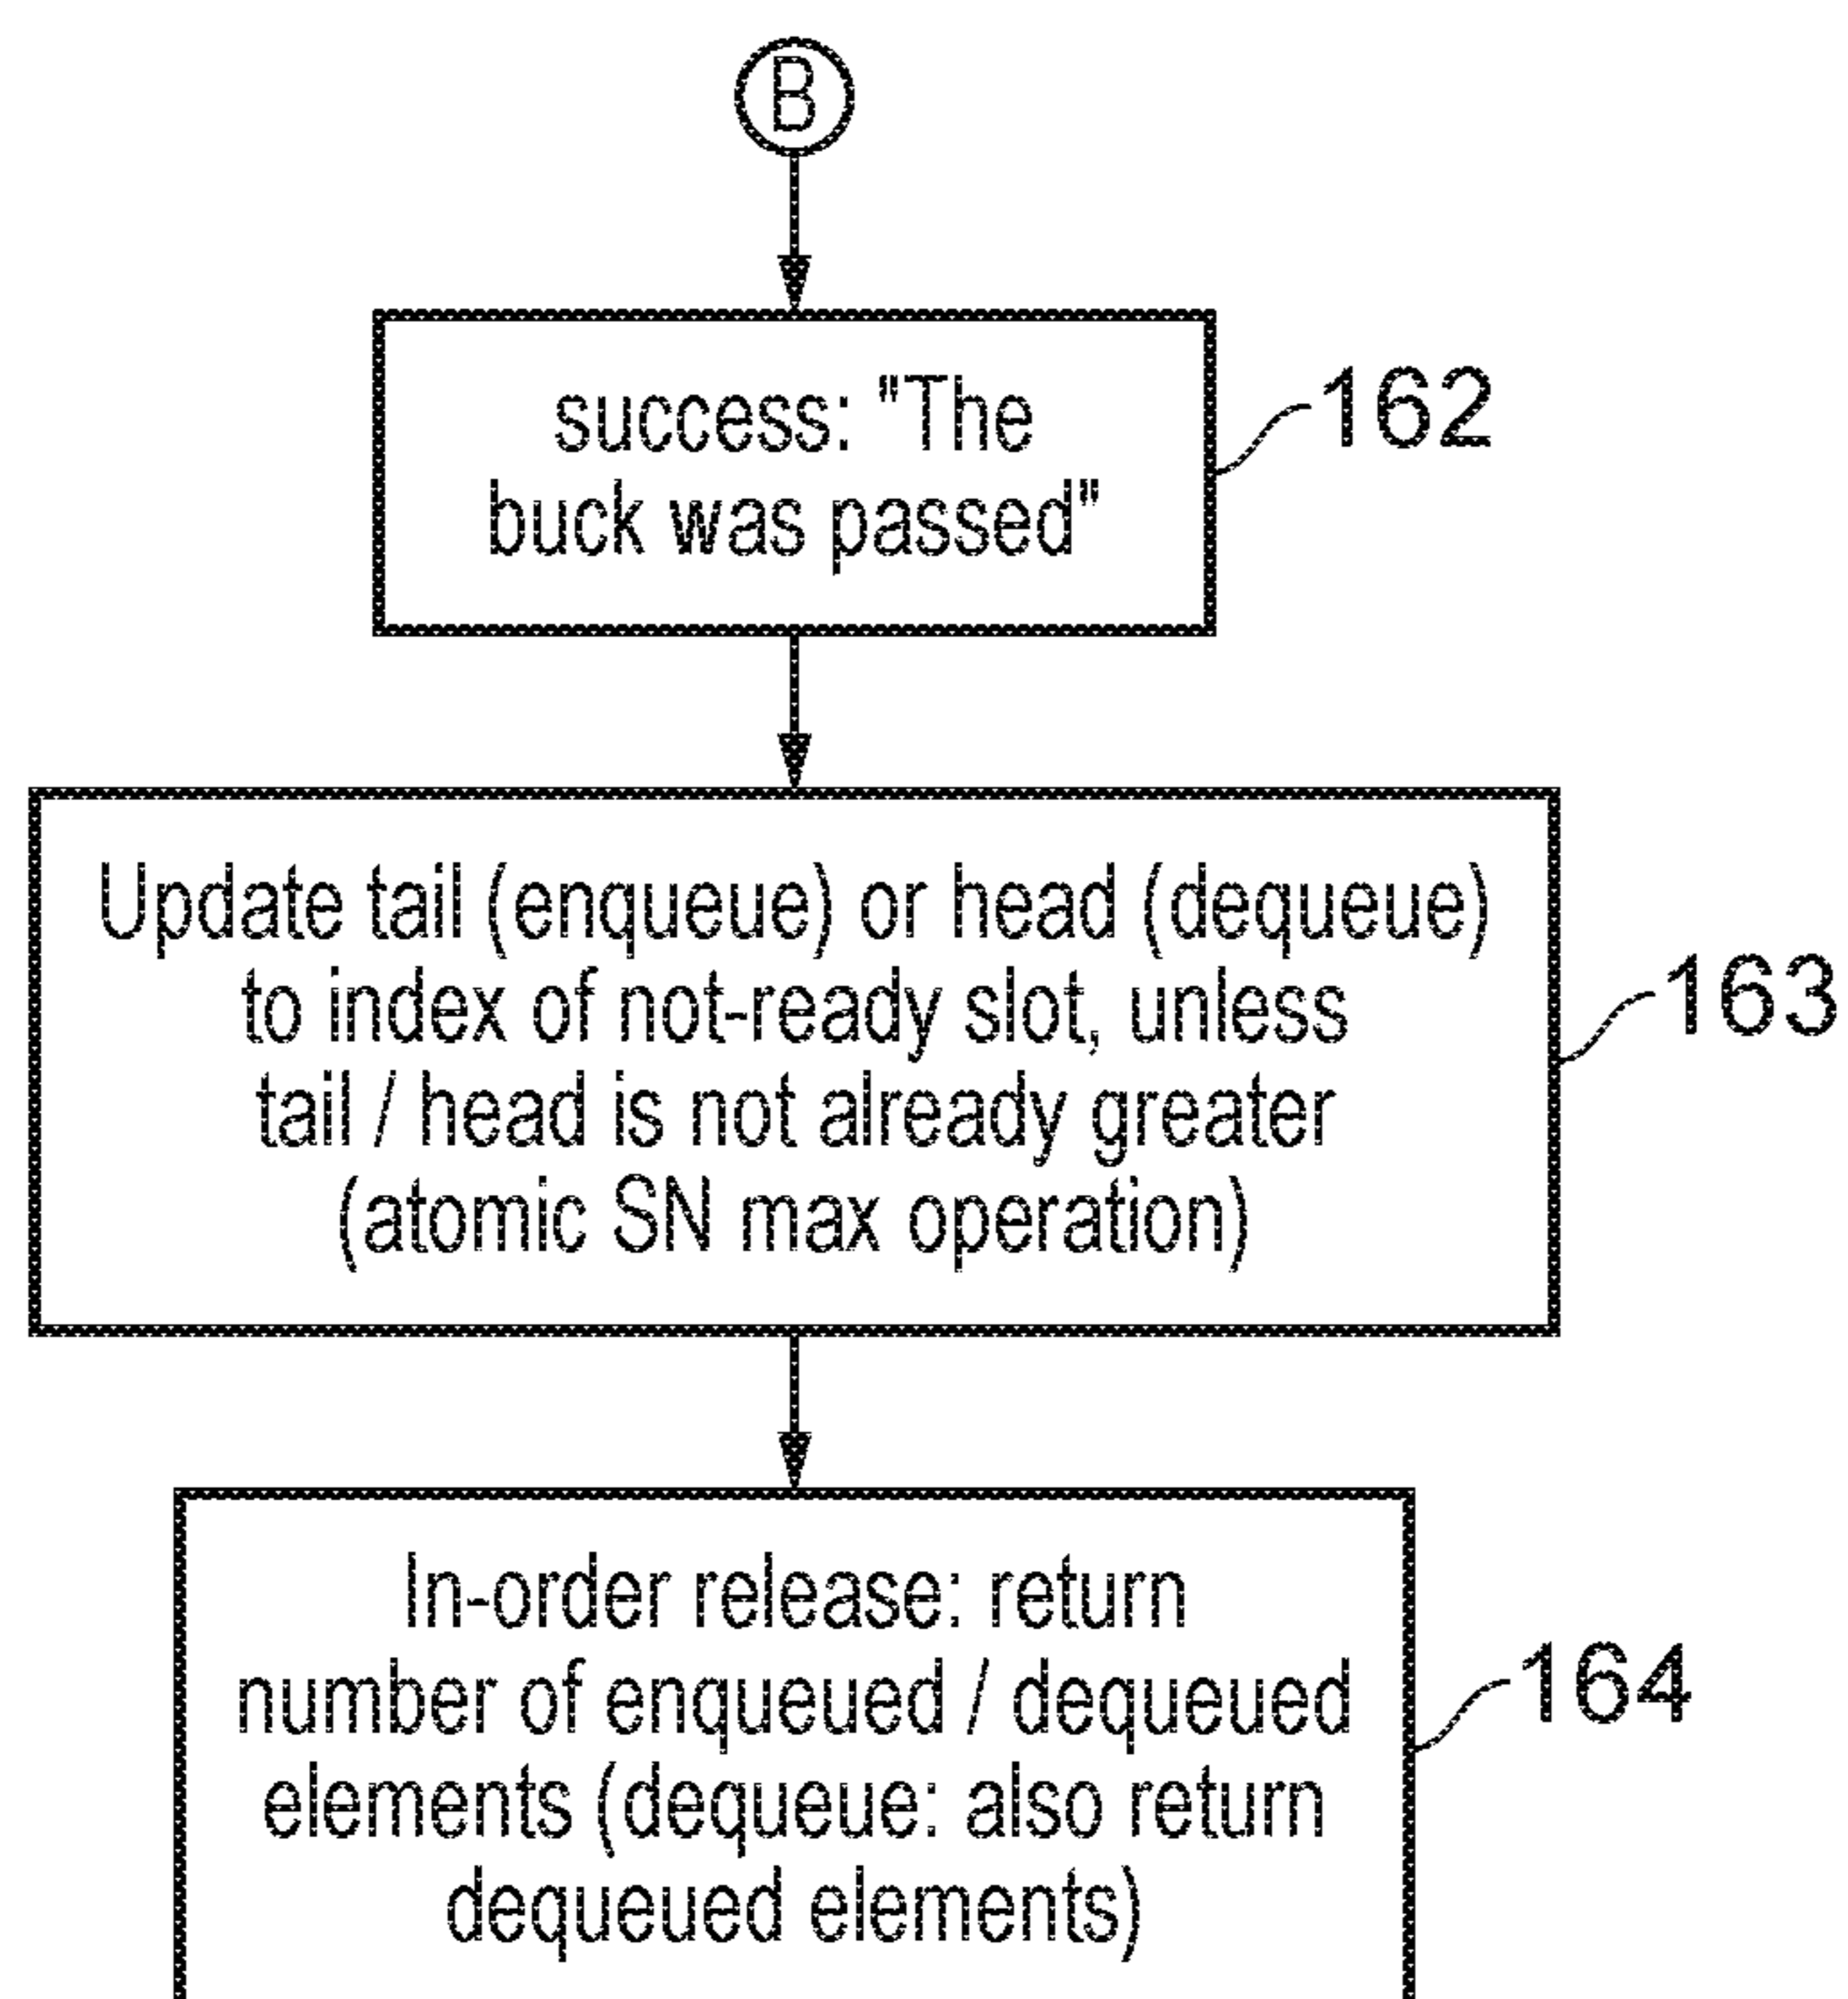 B
success: "The
buck was passed"
162
Update tail (enqueue) or head (dequeue)
to index of not-ready slot, unless
tail / head is not already greater
(atomic SN max operation)
163
In-order release: return
number of enqueued / dequeued
elements (dequeue: also return
dequeued elements)
164